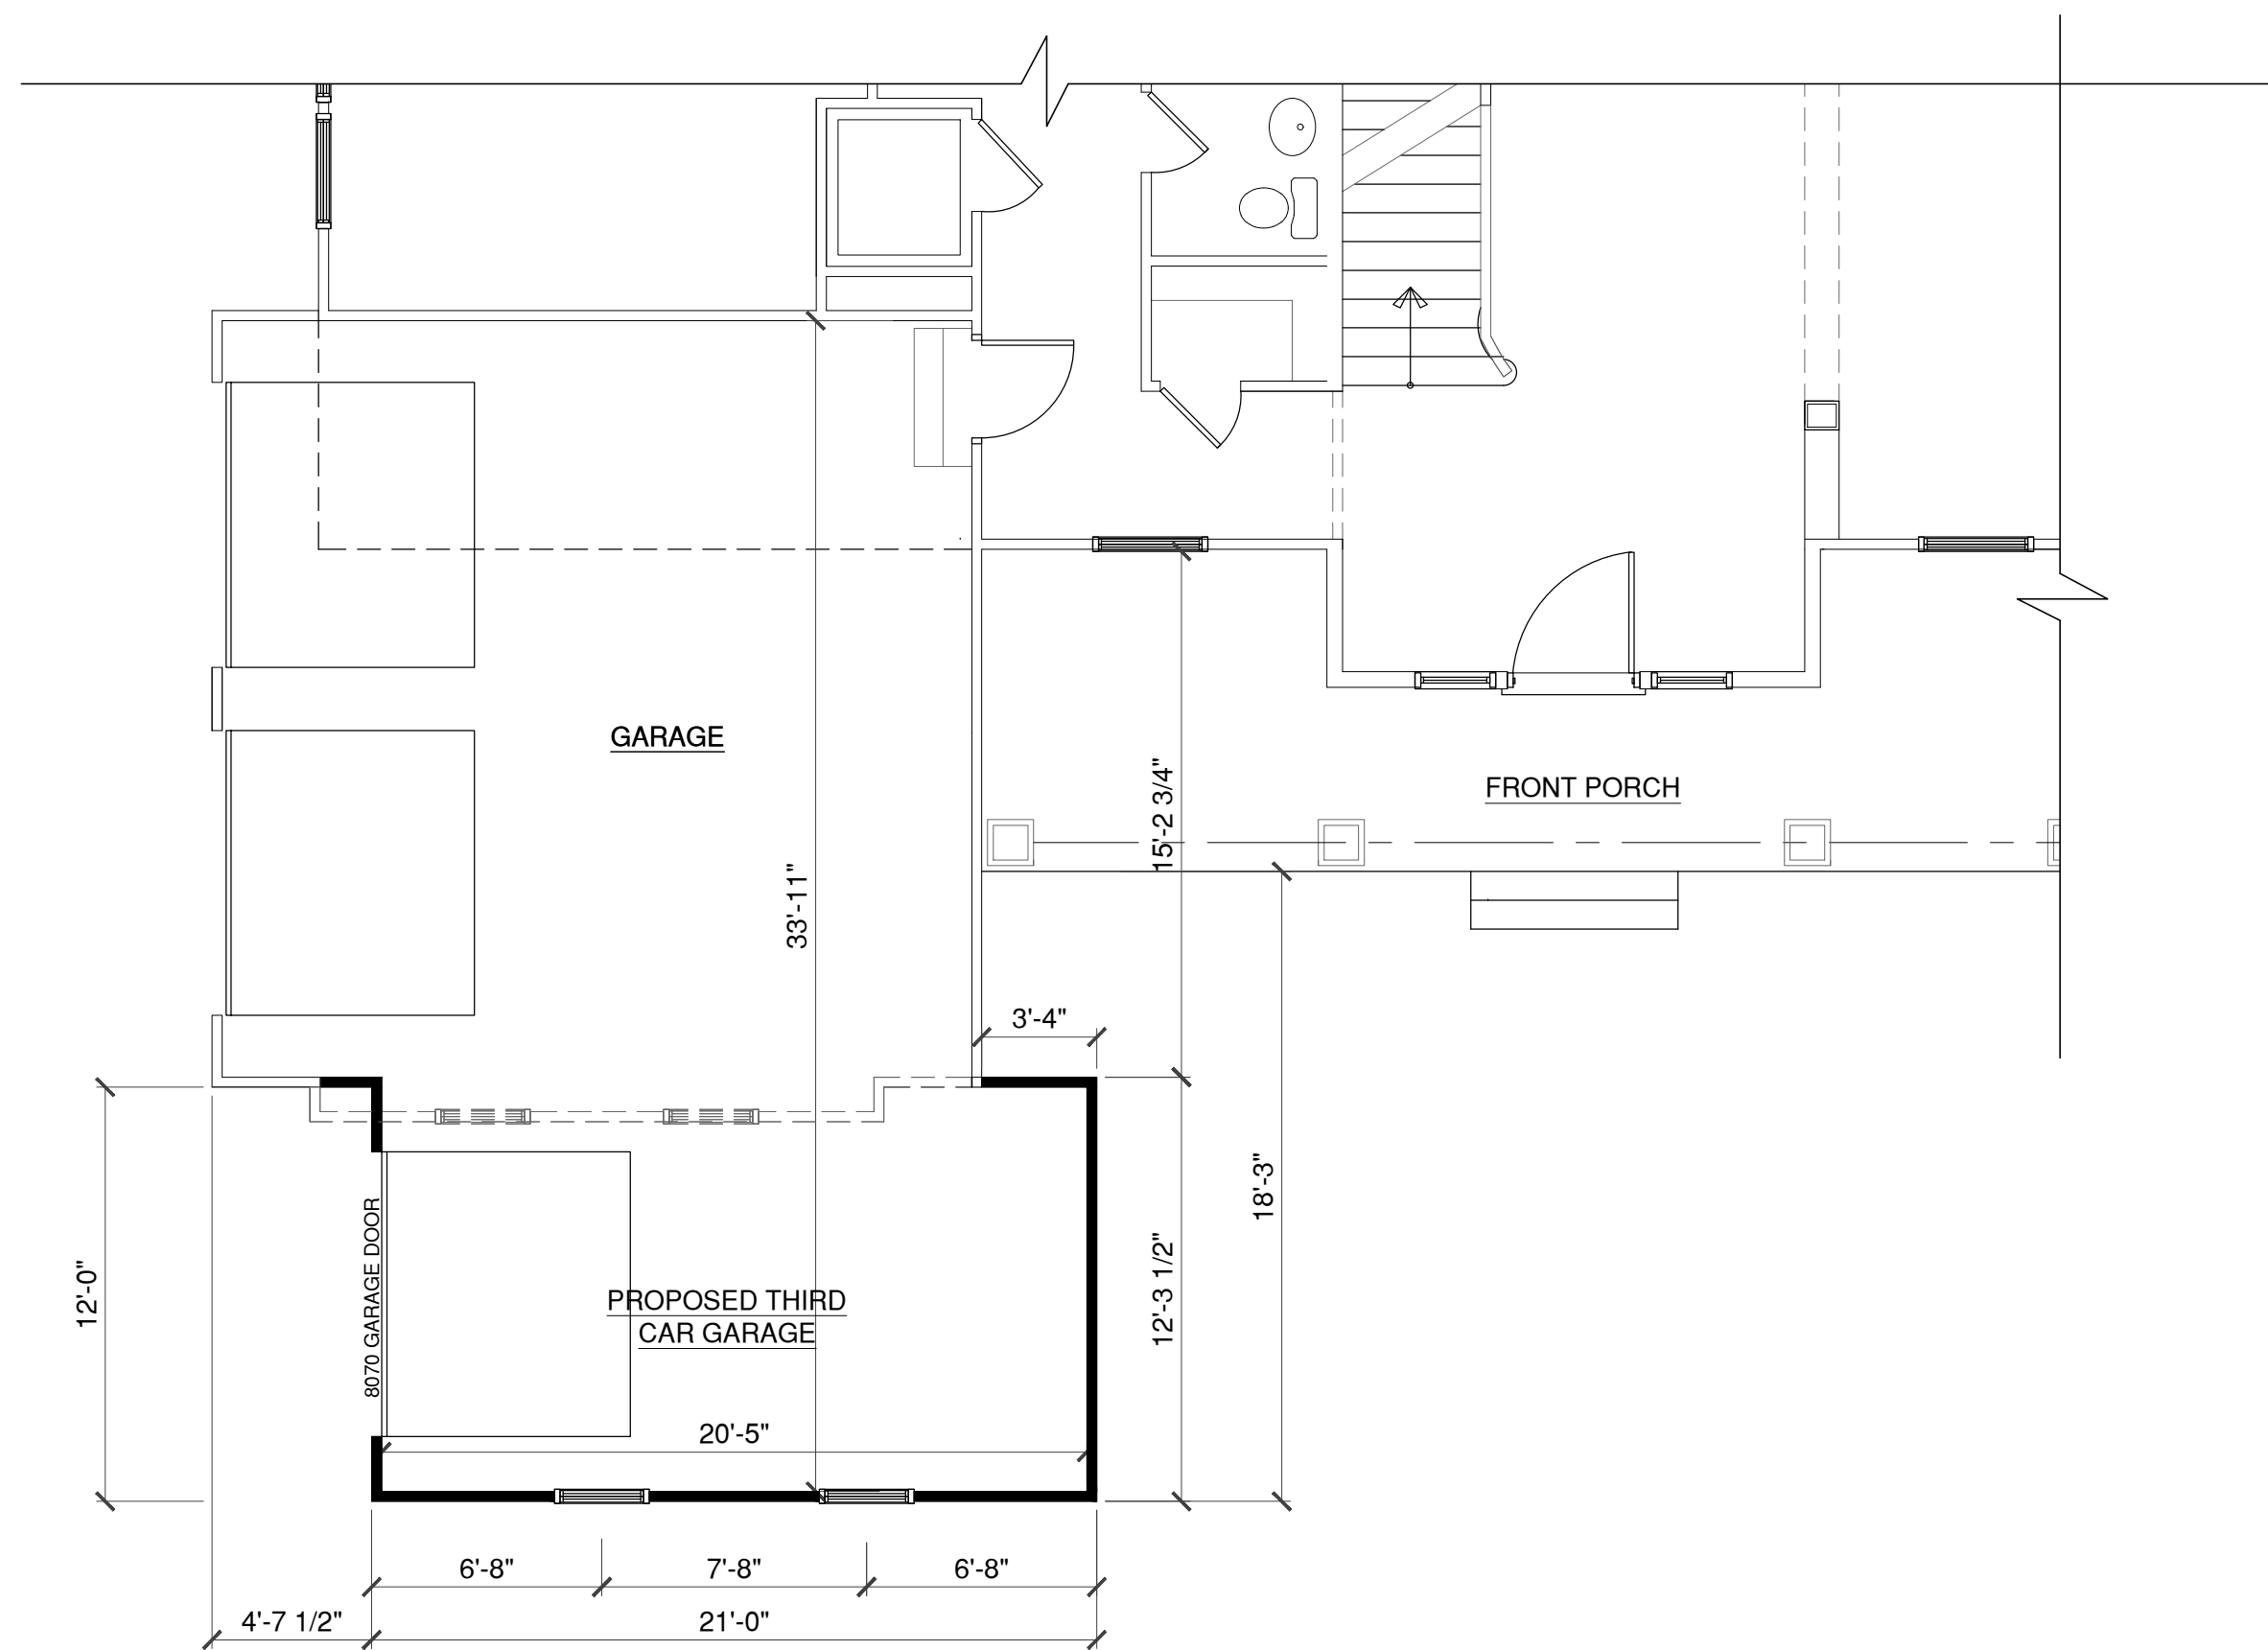 GARAGE
15'-2 3/4"
FRONT PORCH
33'-11"
3'-4"
18'-3"
12'-0"
8070 GARAGE DOOR
12'-3 1/2"
PROPOSED THIRD
CAR GARAGE
20'-5"
6'-8"
7'-8"
6'-8"
4'-7 1/2"
21'-0"